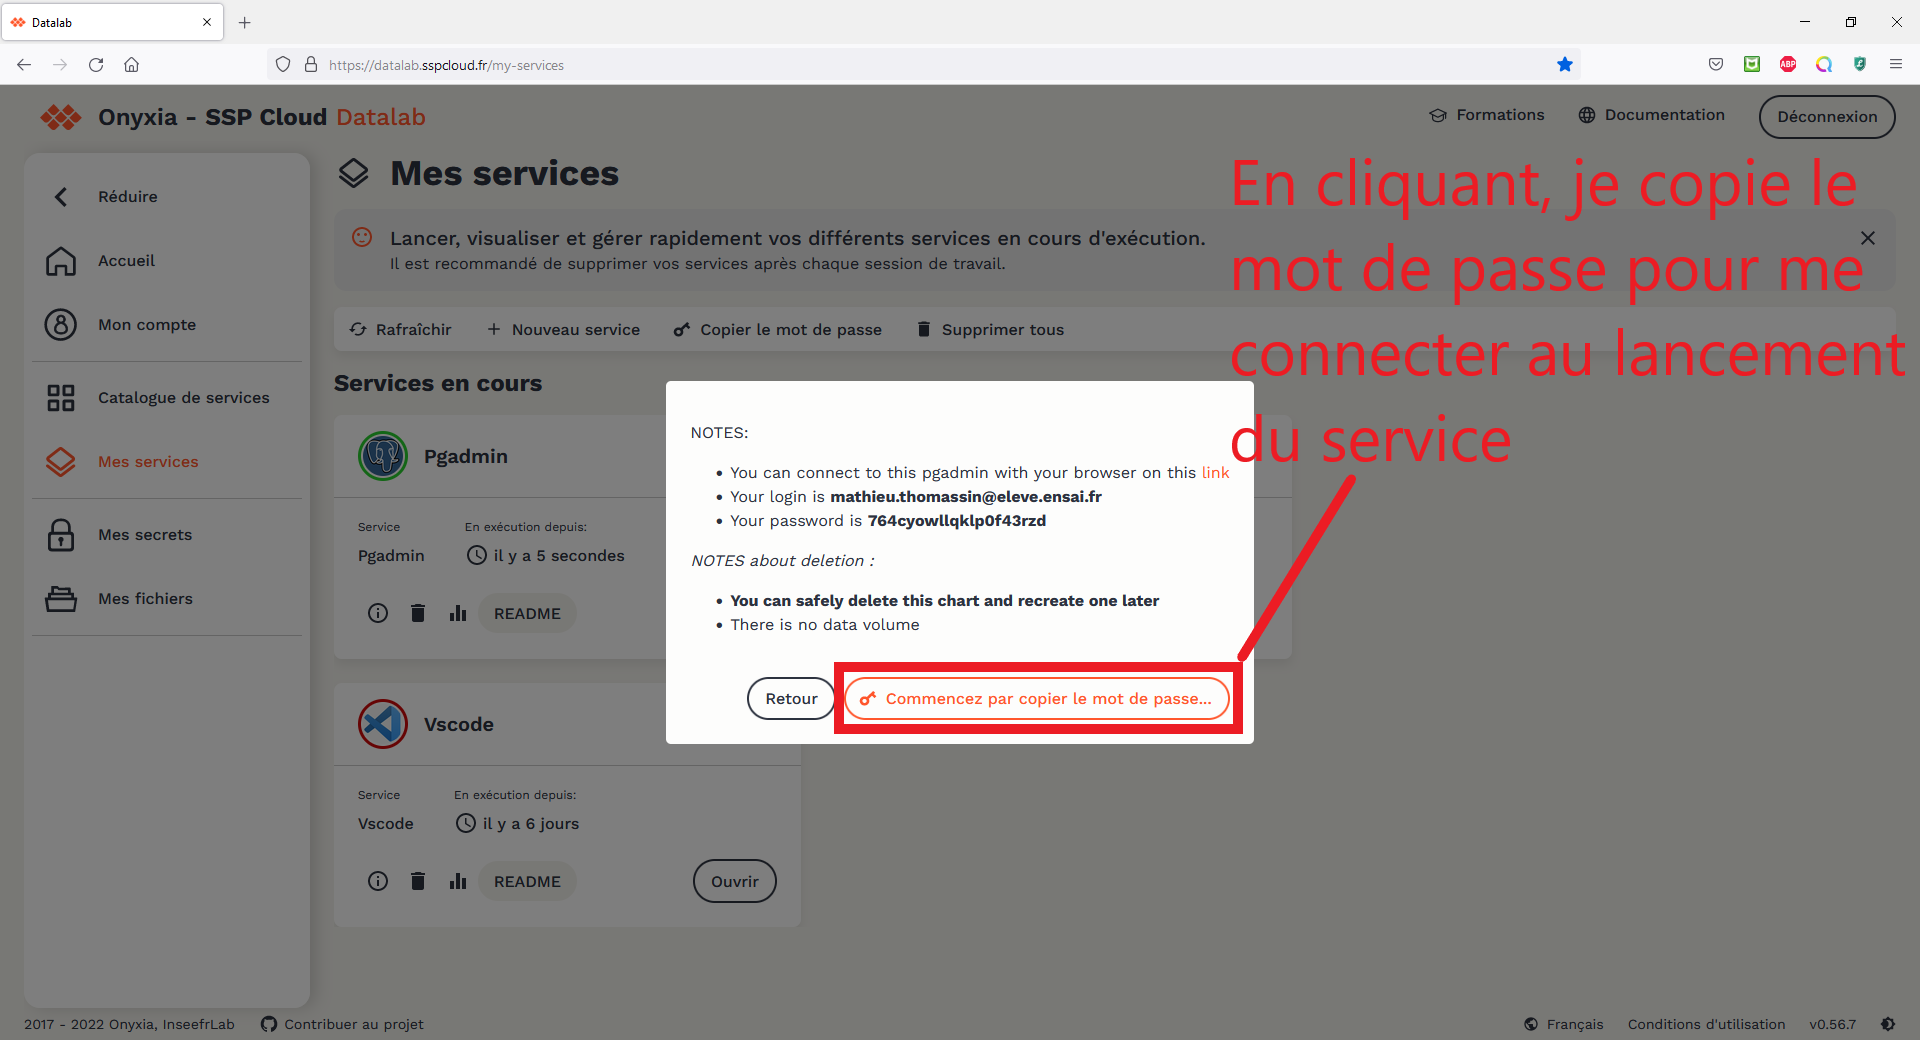 Datalab
https://datalab.sspcloud.fr/my-services
ABP
Onyxia - SSP Cloud Datalab
Formations
Documentation
Déconnexion
Réduire
Accueil
Mon compte
Catalogue de services
Mes services
Mes secrets
Mes fichiers
Mes services
Lancer, visualiser et gérer rapidement vos différents services en cours d'exécution.
Il est recommandé de supprimer vos services après chaque session de travail.
Rafraîchir
Nouveau service
Copier le mot de passe
Supprimer tous
En cliquant, je copie le
mot de passe pour me
connecter au lancement
du service
Services en cours
Pgadmin
Service
En exécution depuis:
Pgadmin
il y a 5 secondes
README
NOTES:
You can connect to this pgadmin with your browser on this link
Your login is mathieu.thomassin@eleve.ensai.fr
Your password is 764cyowllqklp0f43rzd
NOTES about deletion :
You can safely delete this chart and recreate one later
There is no data volume
Retour
Commencez par copier le mot de passe...
Vscode
Service
En exécution depuis:
Vscode
il y a 6 jours
README
Ouvrir
2017 - 2022 Onyxia, InseefrLab
Contribuer au projet
Français
Conditions d'utilisation
v0.56.7